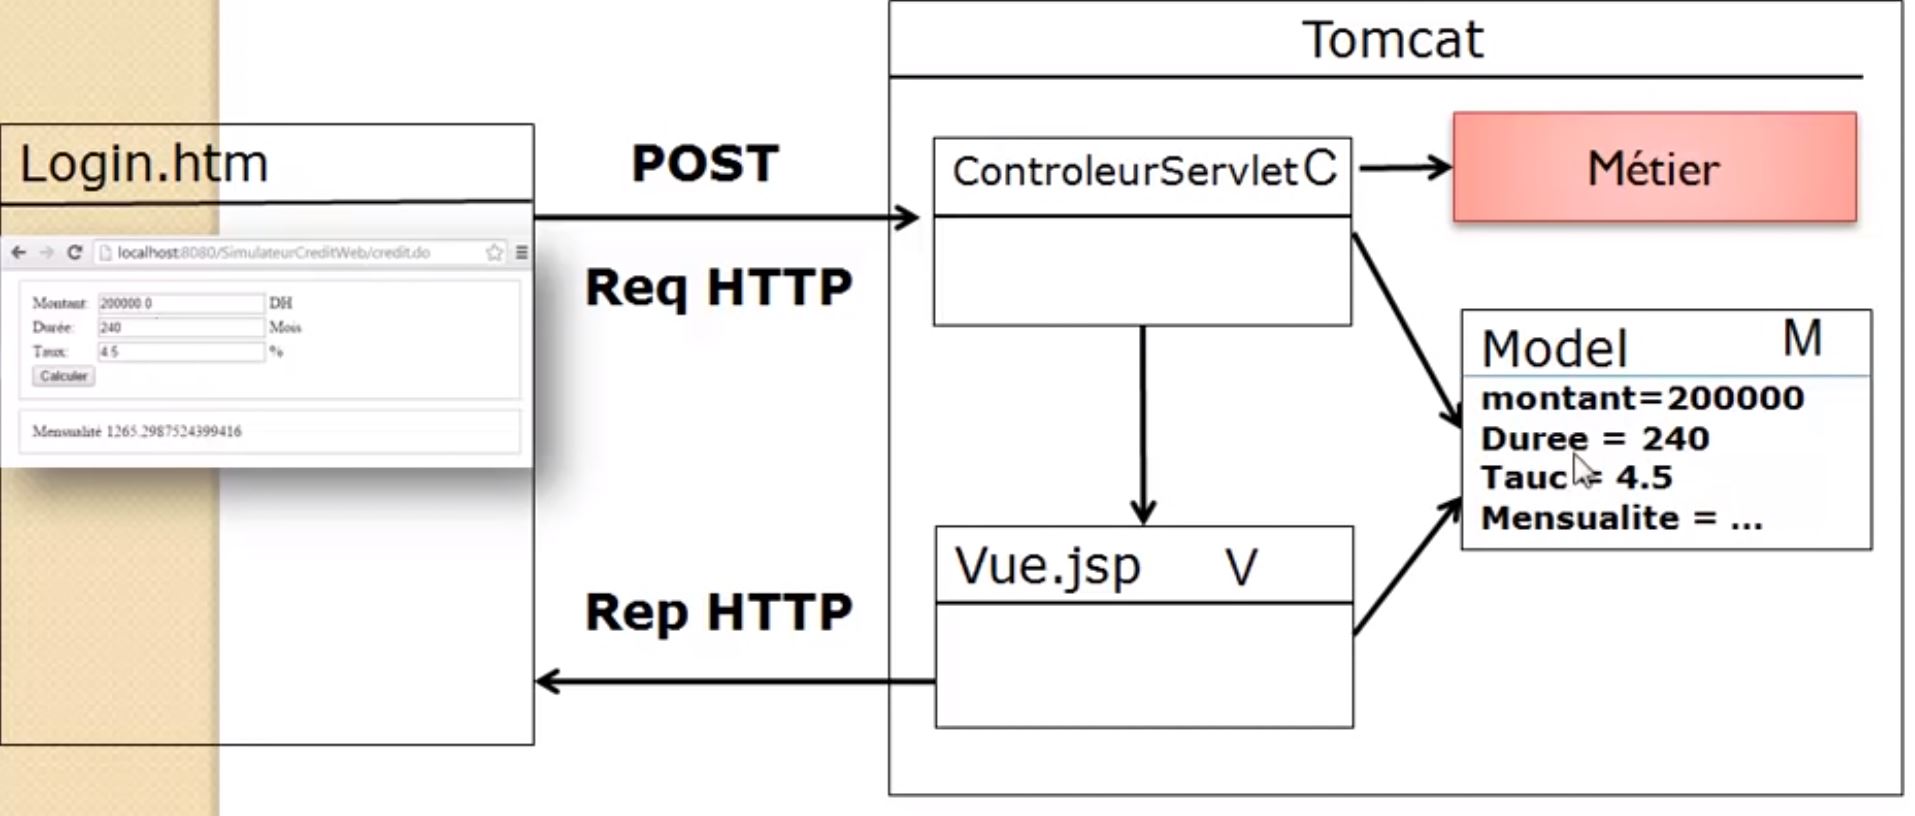 Tomcat
Login.htm
POST
ControleurServlet C
Métier
localhost:8080/SimulateurCreditWeb/credit.do
Req HTTP
Montant: 200000.0 DH
Durée: 240 Mois
Taux: 4.5 %
Calculer
Mensualité 1265.2987524399416
Model M
montant=200000
Duree = 240
Tauc = 4.5
Mensualite = ...
Vue.jsp V
Rep HTTP